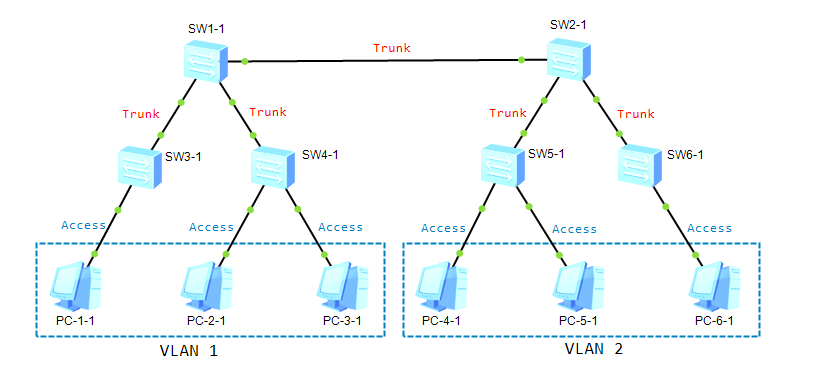 SW1-1
SW2-1
Trunk
Trunk
Trunk
Trunk
Trunk
SW3-1
SW4-1
SW5-1
SW6-1
Access
Access
Access
Access
Access
Access
PC-1-1
PC-2-1
PC-3-1
PC-4-1
PC-5-1
PC-6-1
VLAN 1
VLAN 2